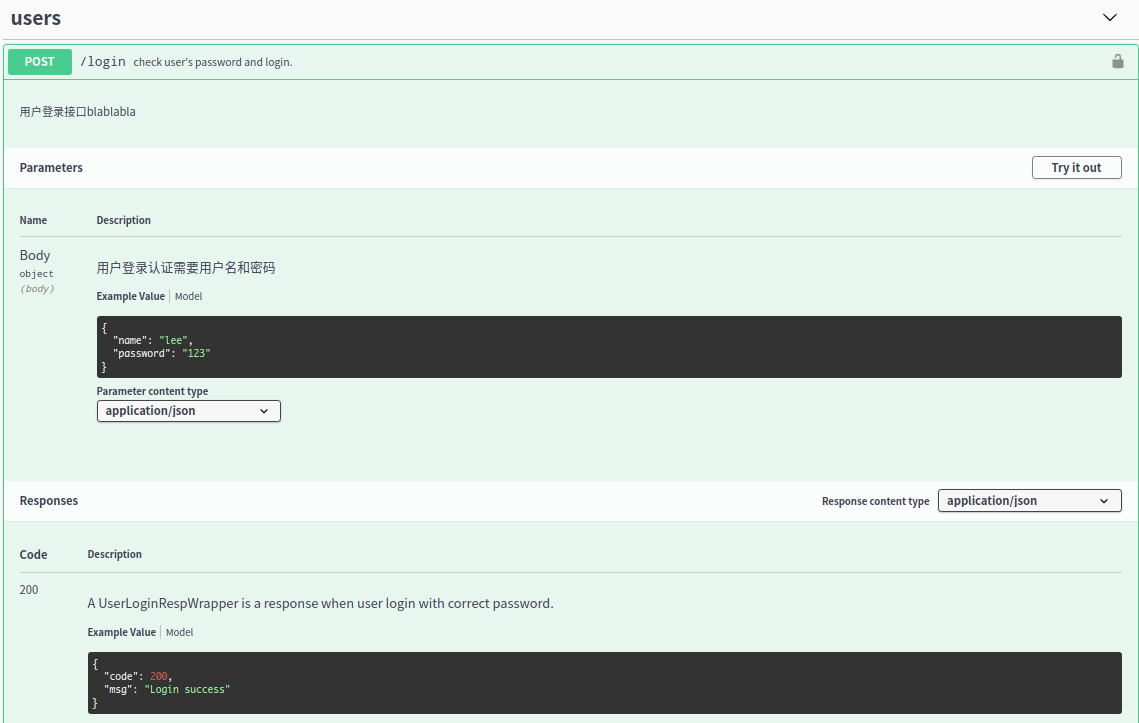 users
POST /login check user's password and login.
用户登录接口blablabla
Parameters Try it out
Name Description
Body
object
(body)
用户登录认证需要用户名和密码
Example Value Model
{
"name": "lee",
"password": "123"
}
Parameter content type
application/json
Responses Response content type application/json
Code Description
200
A UserLoginRespWrapper is a response when user login with correct password.
Example Value Model
{
"code": 200,
"msg": "Login success"
}